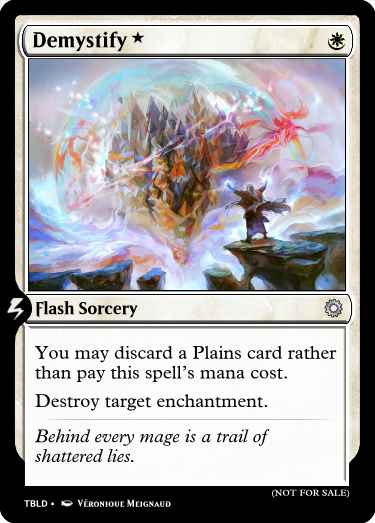 Demystify ★
Flash Sorcery
You may discard a Plains card rather
than pay this spell's mana cost.
Destroy target enchantment.
Behind every mage is a trail of
shattered lies.
(NOT FOR SALE)
TBLD • Véronique Meignaud